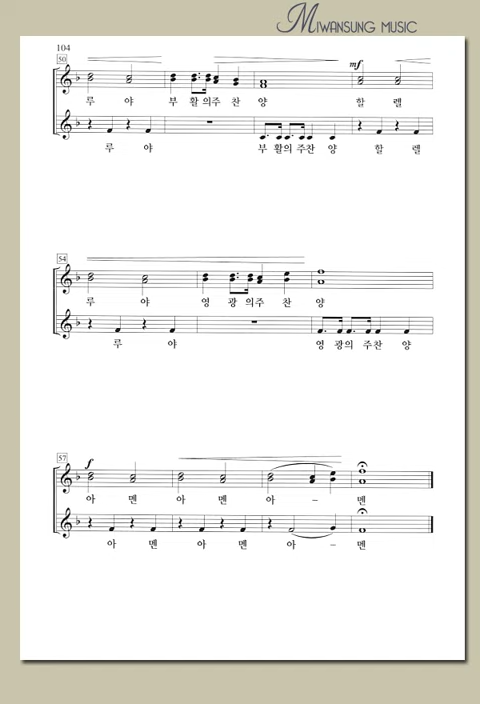 MIWANSUNG MUSIC
104
50
mf
루 야 부 활 의주 찬 양 할 렐
루 야 부 활의 주찬 양 할 렐
54
루 야 영 광 의주 찬 양
루 야 영 광의 주찬 양
57
f
아 멘 아 멘 아 - 멘
아 멘 아 멘 아 - 멘